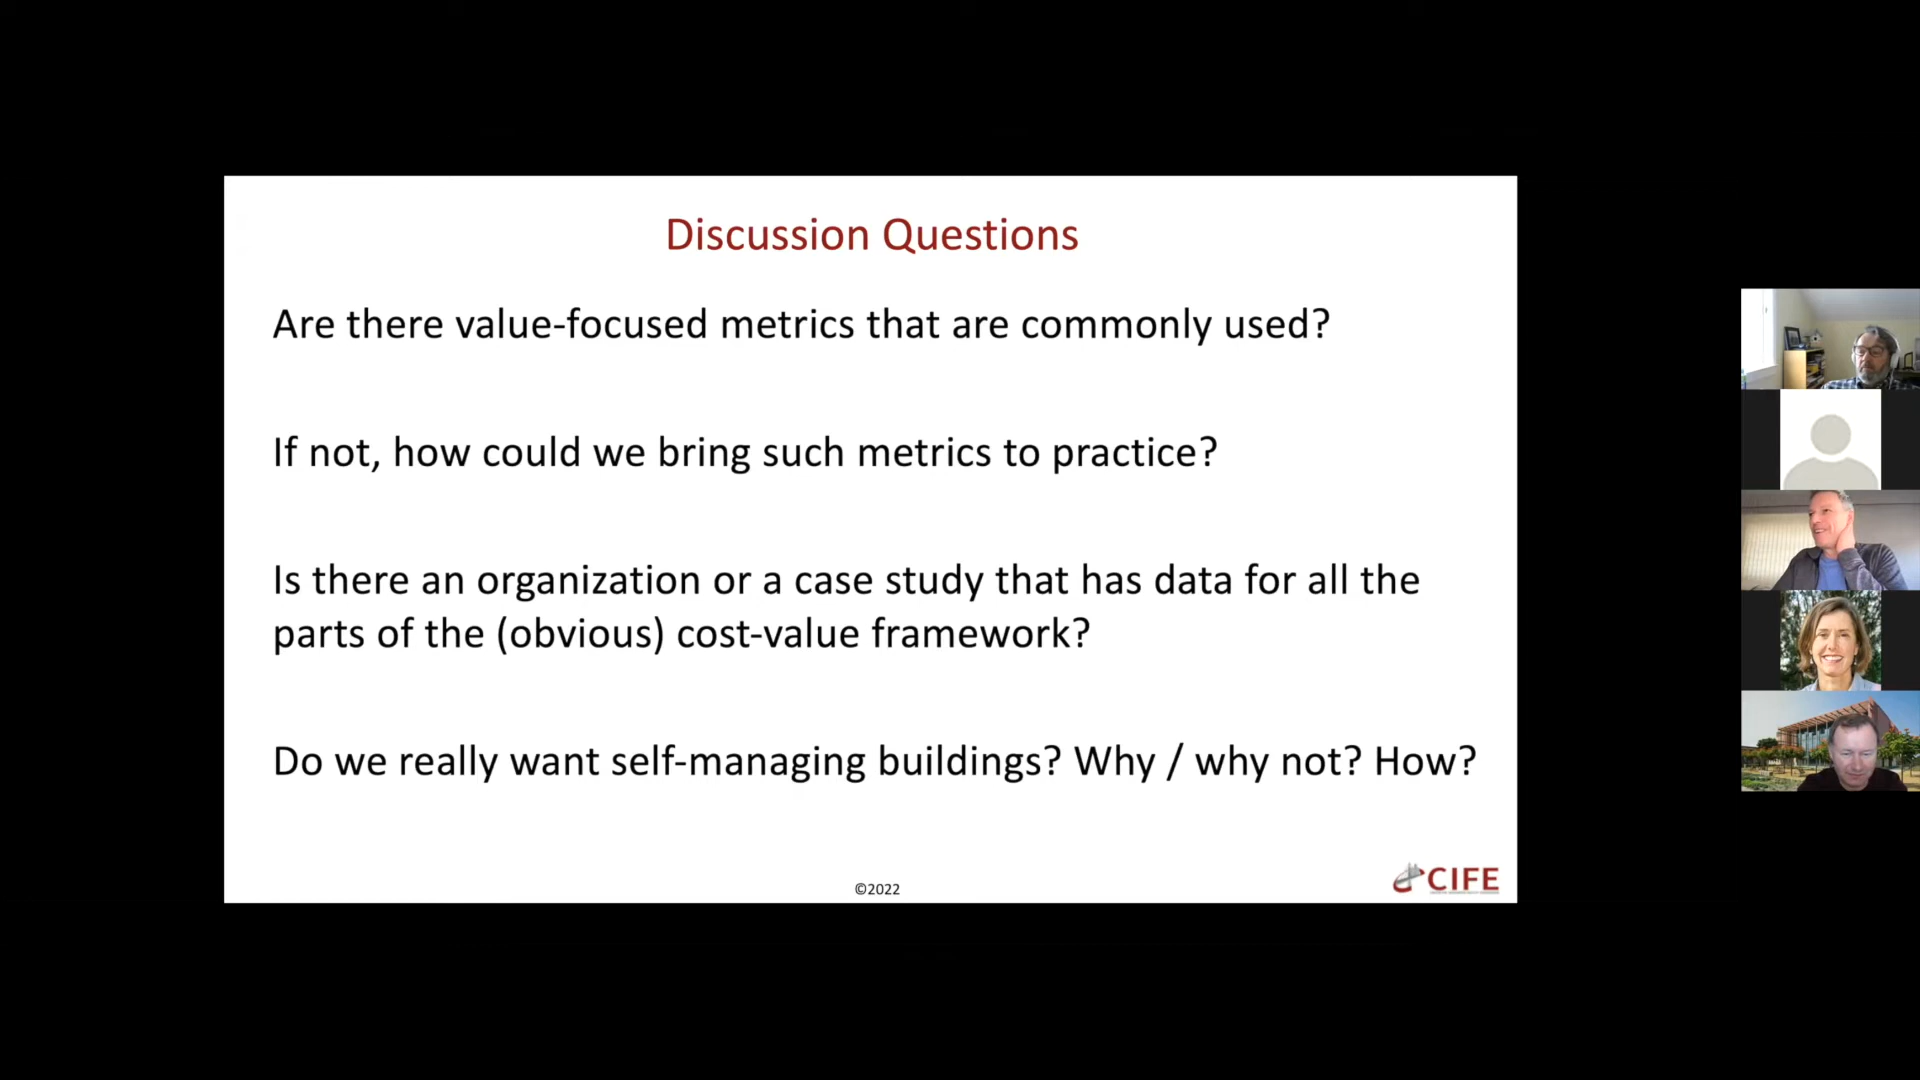 Discussion Questions
Are there value-focused metrics that are commonly used?
If not, how could we bring such metrics to practice?
Is there an organization or a case study that has data for all the
parts of the (obvious) cost-value framework?
Do we really want self-managing buildings? Why / why not? How?
©2022
CIFE